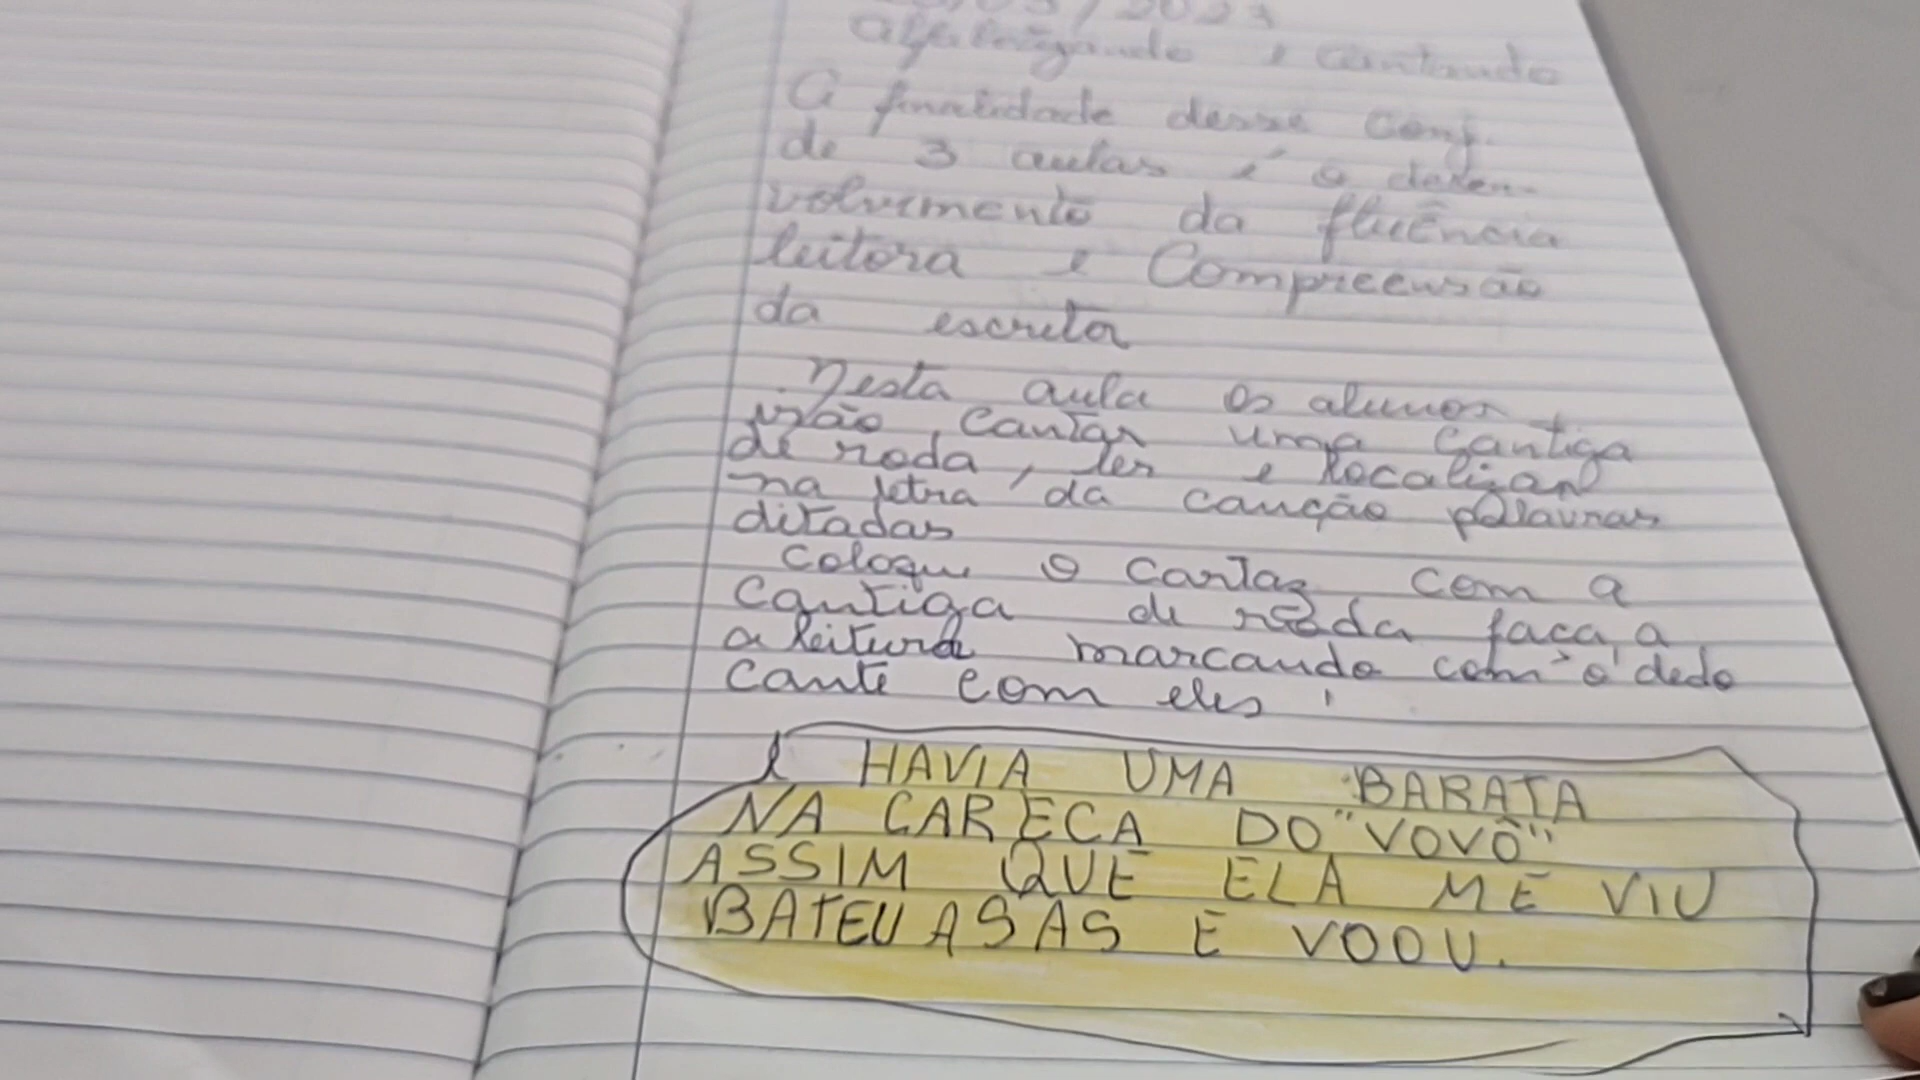 /03/2023
Alfabetizando e cantando
A finalidade desse conj.
de 3 aulas é o desen-
volvimento da fluência
leitora e Compreensão
da escrita
Nesta aula os alunos
irão cantar uma cantiga
de roda, ler e localizar
na letra da canção palavras
ditadas
Coloque o cartaz com a
cantiga de roda faca, a
a leitura marcando com o dedo
cante com eles!
HAVIA UMA BARATA
NA CARECA DO "VOVÔ"
ASSIM QUE ELA ME VIU
BATEU ASAS E VOOU.